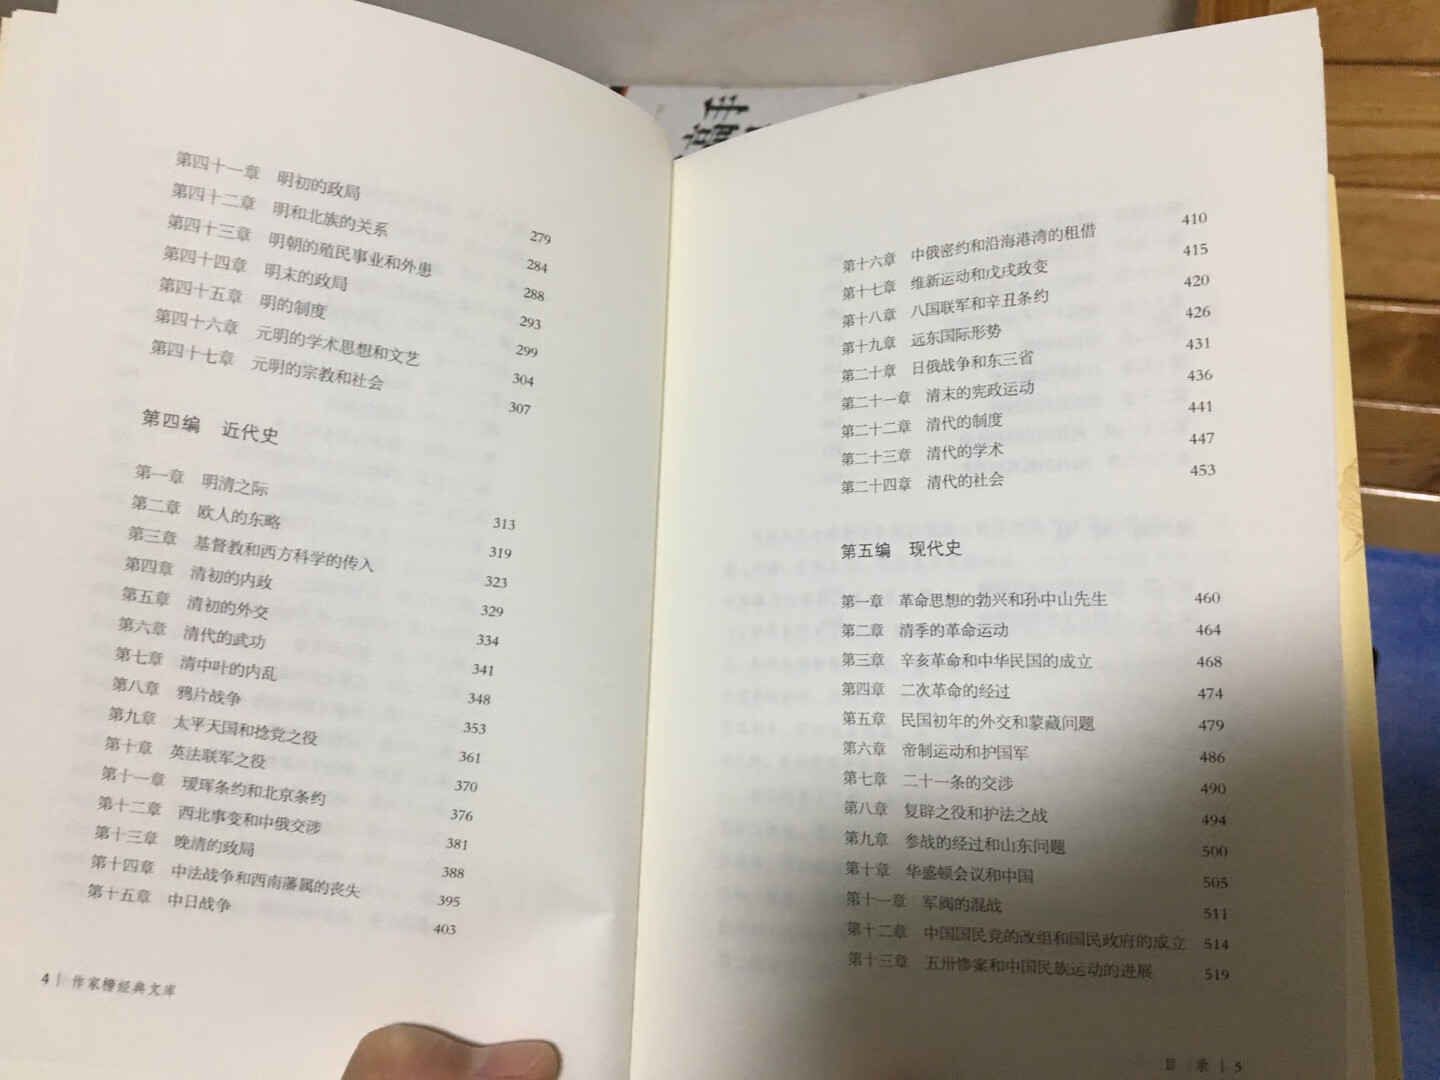 第四十一章 明初的政局 279
第四十二章 明和北族的关系 284
第四十三章 明朝的殖民事业和外患 288
第四十四章 明末的政局 293
第四十五章 明的制度 299
第四十六章 元明的学术思想和文艺 304
第四十七章 元明的宗教和社会 307
第四编 近代史
第一章 明清之际 313
第二章 欧人的东略 319
第三章 基督教和西方科学的传入 323
第四章 清初的内政 329
第五章 清初的外交 334
第六章 清代的武功 341
第七章 清中叶的内乱 348
第八章 鸦片战争 353
第九章 太平天国和捻党之役 361
第十章 英法联军之役 370
第十一章 瑷珲条约和北京条约 376
第十二章 西北事变和中俄交涉 381
第十三章 晚清的政局 388
第十四章 中法战争和西南藩属的丧失 395
第十五章 中日战争 403
4 | 作家榜经典文库
第十六章 中俄密约和沿海港湾的租借 410
第十七章 维新运动和戊戌政变 415
第十八章 八国联军和辛丑条约 420
第十九章 远东国际形势 426
第二十章 日俄战争和东三省 431
第二十一章 清末的宪政运动 436
第二十二章 清代的制度 441
第二十三章 清代的学术 447
第二十四章 清代的社会 453
第五编 现代史
第一章 革命思想的勃兴和孙中山先生 460
第二章 清季的革命运动 464
第三章 辛亥革命和中华民国的成立 468
第四章 二次革命的经过 474
第五章 民国初年的外交和蒙藏问题 479
第六章 帝制运动和护国军 486
第七章 二十一条的交涉 490
第八章 复辟之役和护法之战 494
第九章 参战的经过和山东问题 500
第十章 华盛顿会议和中国 505
第十一章 军阀的混战 511
第十二章 中国国民党的改组和国民政府的成立 514
第十三章 五卅惨案和中国民族运动的进展 519
目 录 | 5